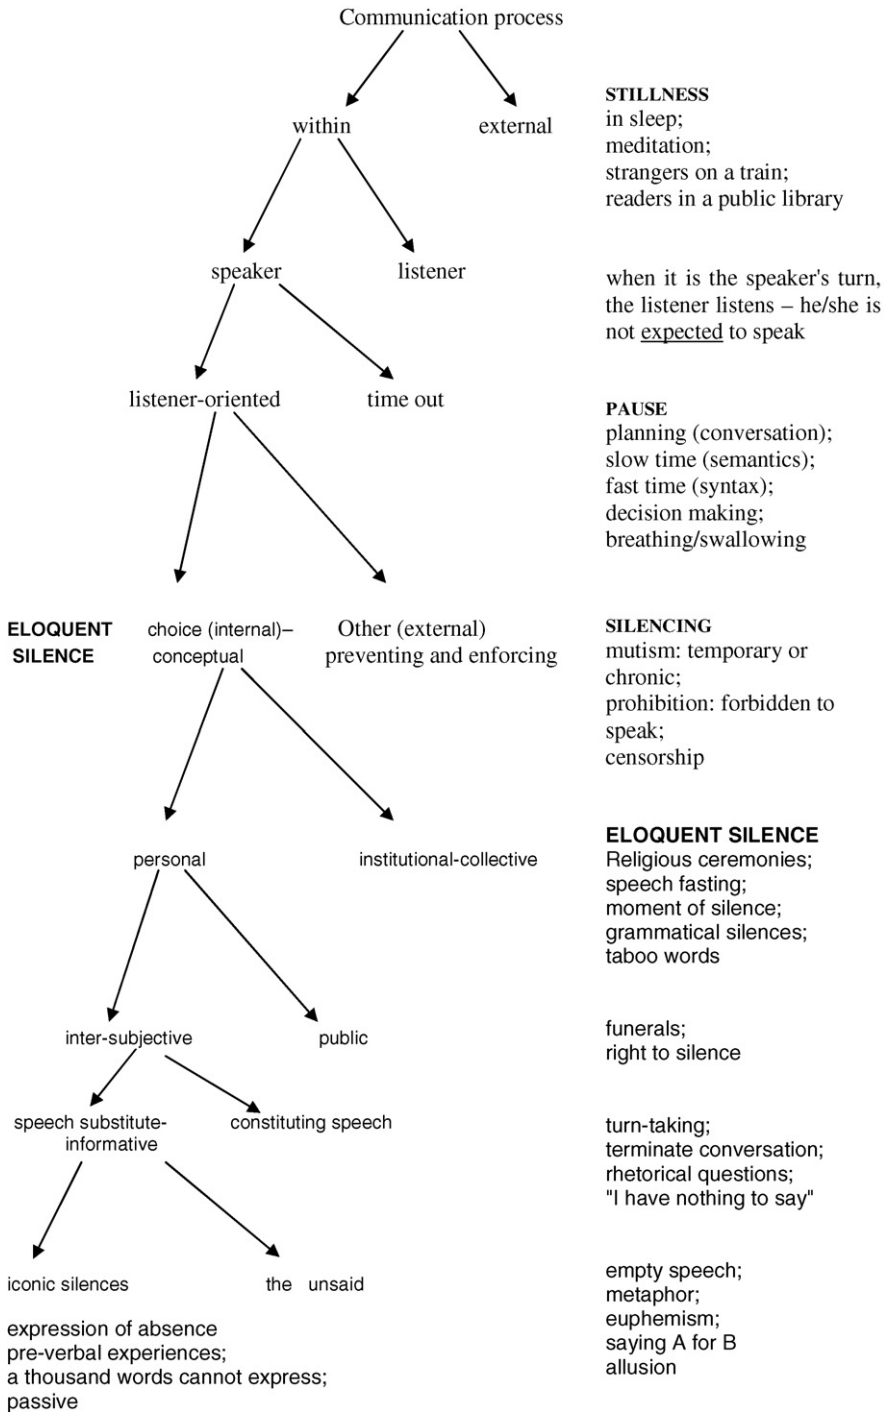 Communication process
within
external
STILLNESS
in sleep;
meditation;
strangers on a train;
readers in a public library
speaker
listener
when it is the speaker's turn,
the listener listens – he/she is
not expected to speak
listener-oriented
time out
PAUSE
planning (conversation);
slow time (semantics);
fast time (syntax);
decision making;
breathing/swallowing
ELOQUENT
SILENCE
choice (internal)–
conceptual
Other (external)
preventing and enforcing
SILENCING
mutism: temporary or
chronic;
prohibition: forbidden to
speak;
censorship
personal
institutional-collective
ELOQUENT SILENCE
Religious ceremonies;
speech fasting;
moment of silence;
grammatical silences;
taboo words
inter-subjective
public
funerals;
right to silence
speech substitute-
informative
constituting speech
turn-taking;
terminate conversation;
rhetorical questions;
"I have nothing to say"
iconic silences
the unsaid
empty speech;
metaphor;
euphemism;
saying A for B
allusion
expression of absence
pre-verbal experiences;
a thousand words cannot express;
passive